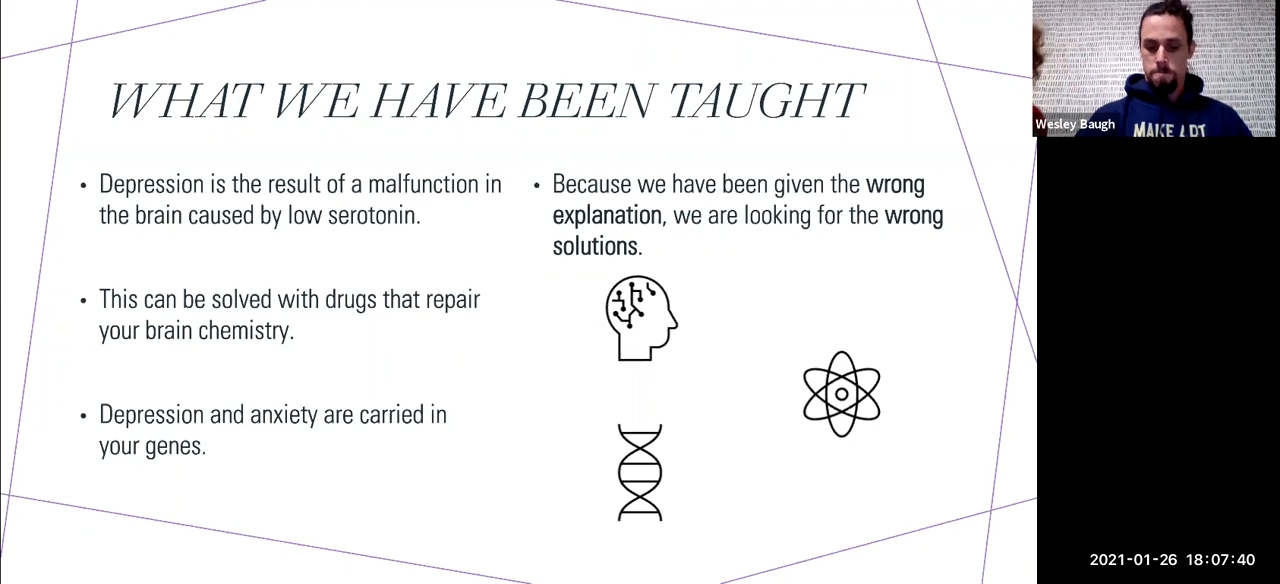 WHAT WE HAVE BEEN TAUGHT
• Depression is the result of a malfunction in
the brain caused by low serotonin.
• This can be solved with drugs that repair
your brain chemistry.
• Depression and anxiety are carried in
your genes.
• Because we have been given the wrong
explanation, we are looking for the wrong
solutions.
Wesley Baugh
MAKE ART
2021-01-26 18:07:40